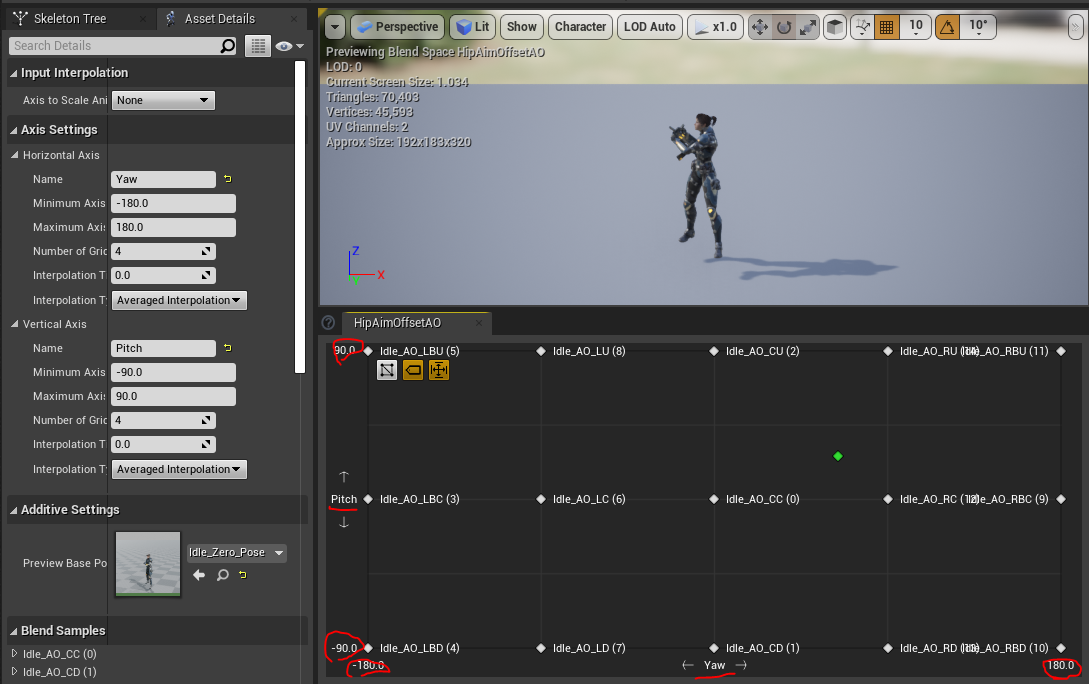 Skeleton Tree
Asset Details
Search Details
Input Interpolation
Axis to Scale Ani
None
Axis Settings
Horizontal Axis
Name
Yaw
Minimum Axis
-180.0
Maximum Axi
180.0
Number of Gric
4
Interpolation T
0.0
Interpolation T
Averaged Interpolation
Vertical Axis
Name
Pitch
Minimum Axis
-90.0
Maximum Axi
90.0
Number of Gric
4
Interpolation T
0.0
Interpolation T
Averaged Interpolation
Additive Settings
Preview Base Po
Idle_Zero_Pose
Blend Samples
Idle_AO_CC (0)
Idle_AO_CD (1)
Perspective Lit Show Character LOD Auto x1.0 10 10°
Previewing Blend Space HipAimOffsetAO
LOD: 0
Current Screen Size: 1.034
Triangles: 70,403
Vertices: 45,593
UV Channels: 2
Approx Size: 192x183x320
Z
X
Y
HipAimOffsetAO
90.0 Idle_AO_LBU (5) Idle_AO_LU (8) Idle_AO_CU (2) Idle_AO_RU (14) Idle_AO_RBU (11)
Pitch Idle_AO_LBC (3) Idle_AO_LC (6) Idle_AO_CC (0) Idle_AO_RC (12) Idle_AO_RBC (9)
-90.0 Idle_AO_LBD (4) Idle_AO_LD (7) Idle_AO_CD (1) Idle_AO_RD Idle_AO_RBD (10)
-180.0 Yaw 180.0